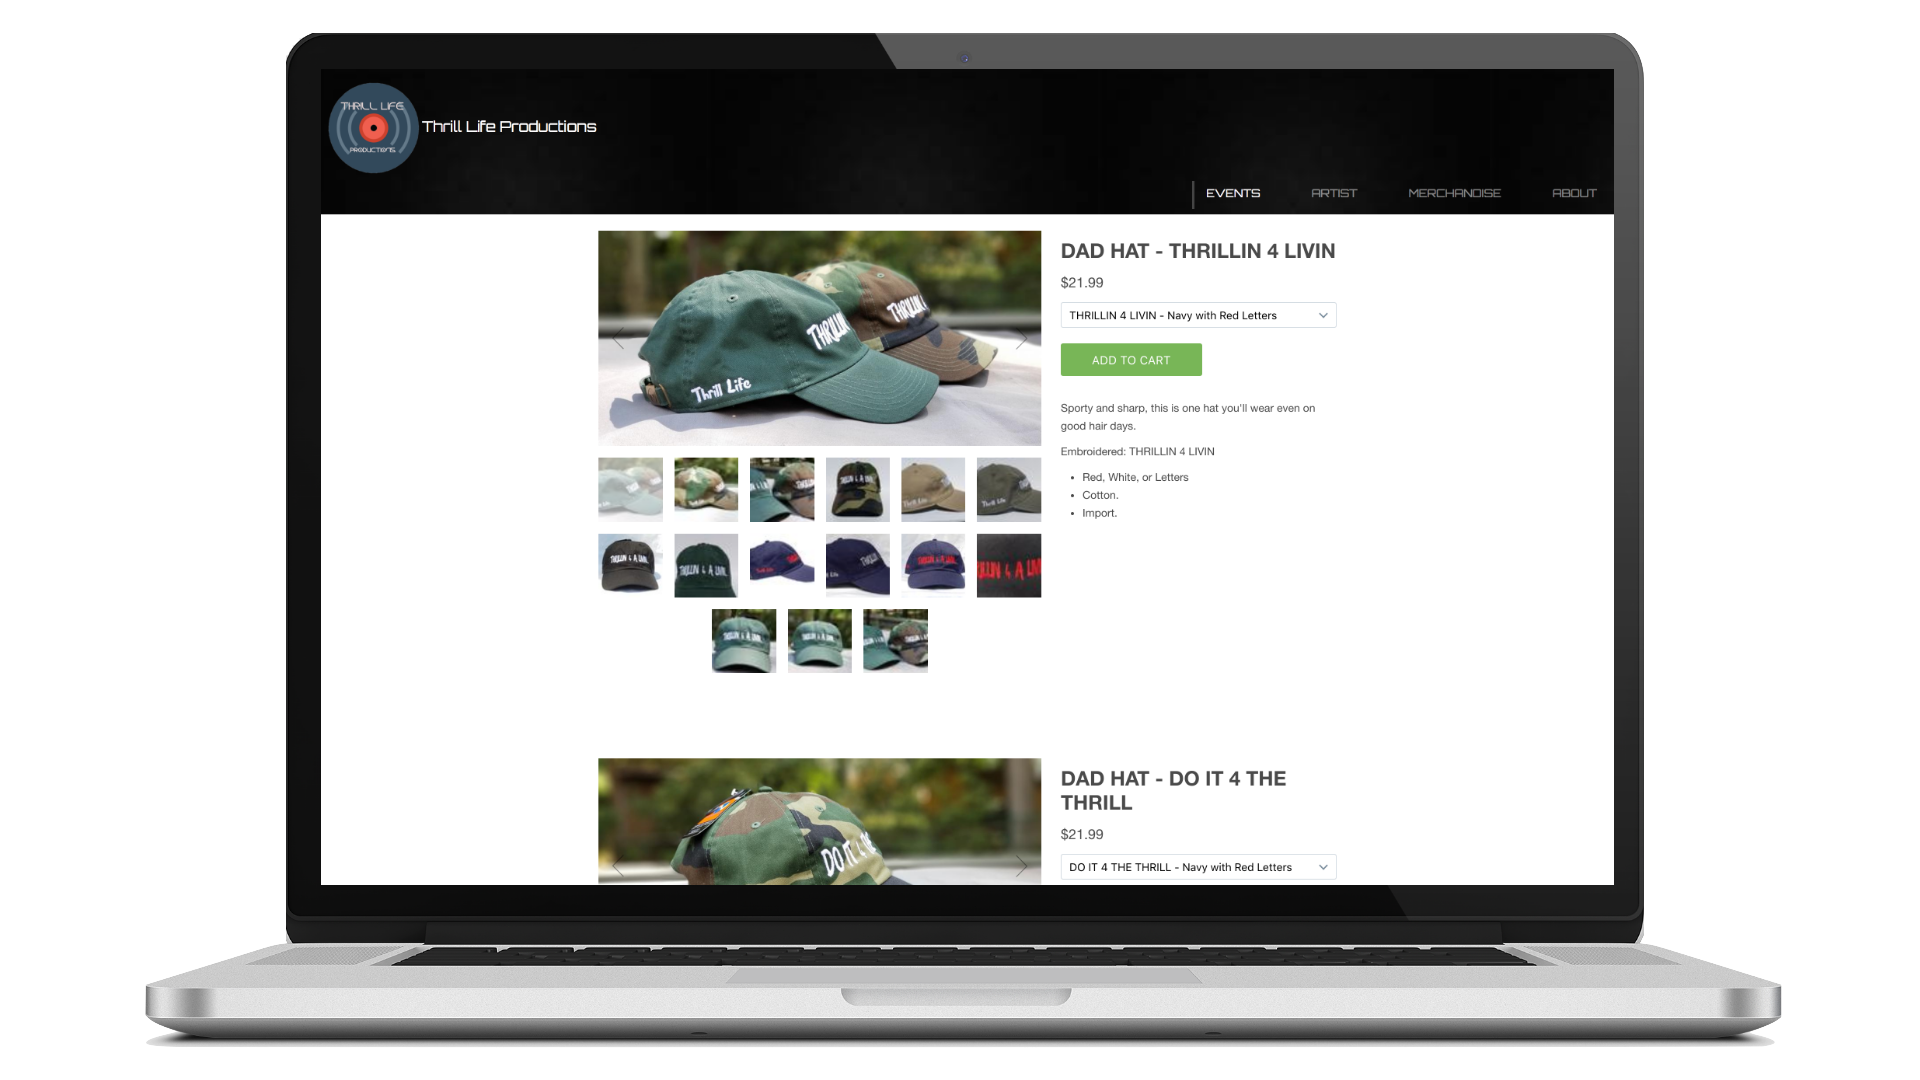 THRILL LIFE
PRODUCTIONS
Thrill Life Productions
EVENTS ARTIST MERCHANDISE ABOUT
THRILLIN
THRILLIN
Thrill Life
DAD HAT - THRILLIN 4 LIVIN
$21.99
THRILLIN 4 LIVIN - Navy with Red Letters
ADD TO CART
Sporty and sharp, this is one hat you'll wear even on
good hair days.
Embroidered: THRILLIN 4 LIVIN
• Red, White, or Letters
• Cotton.
• Import.
DO IT
DAD HAT - DO IT 4 THE
THRILL
$21.99
DO IT 4 THE THRILL - Navy with Red Letters